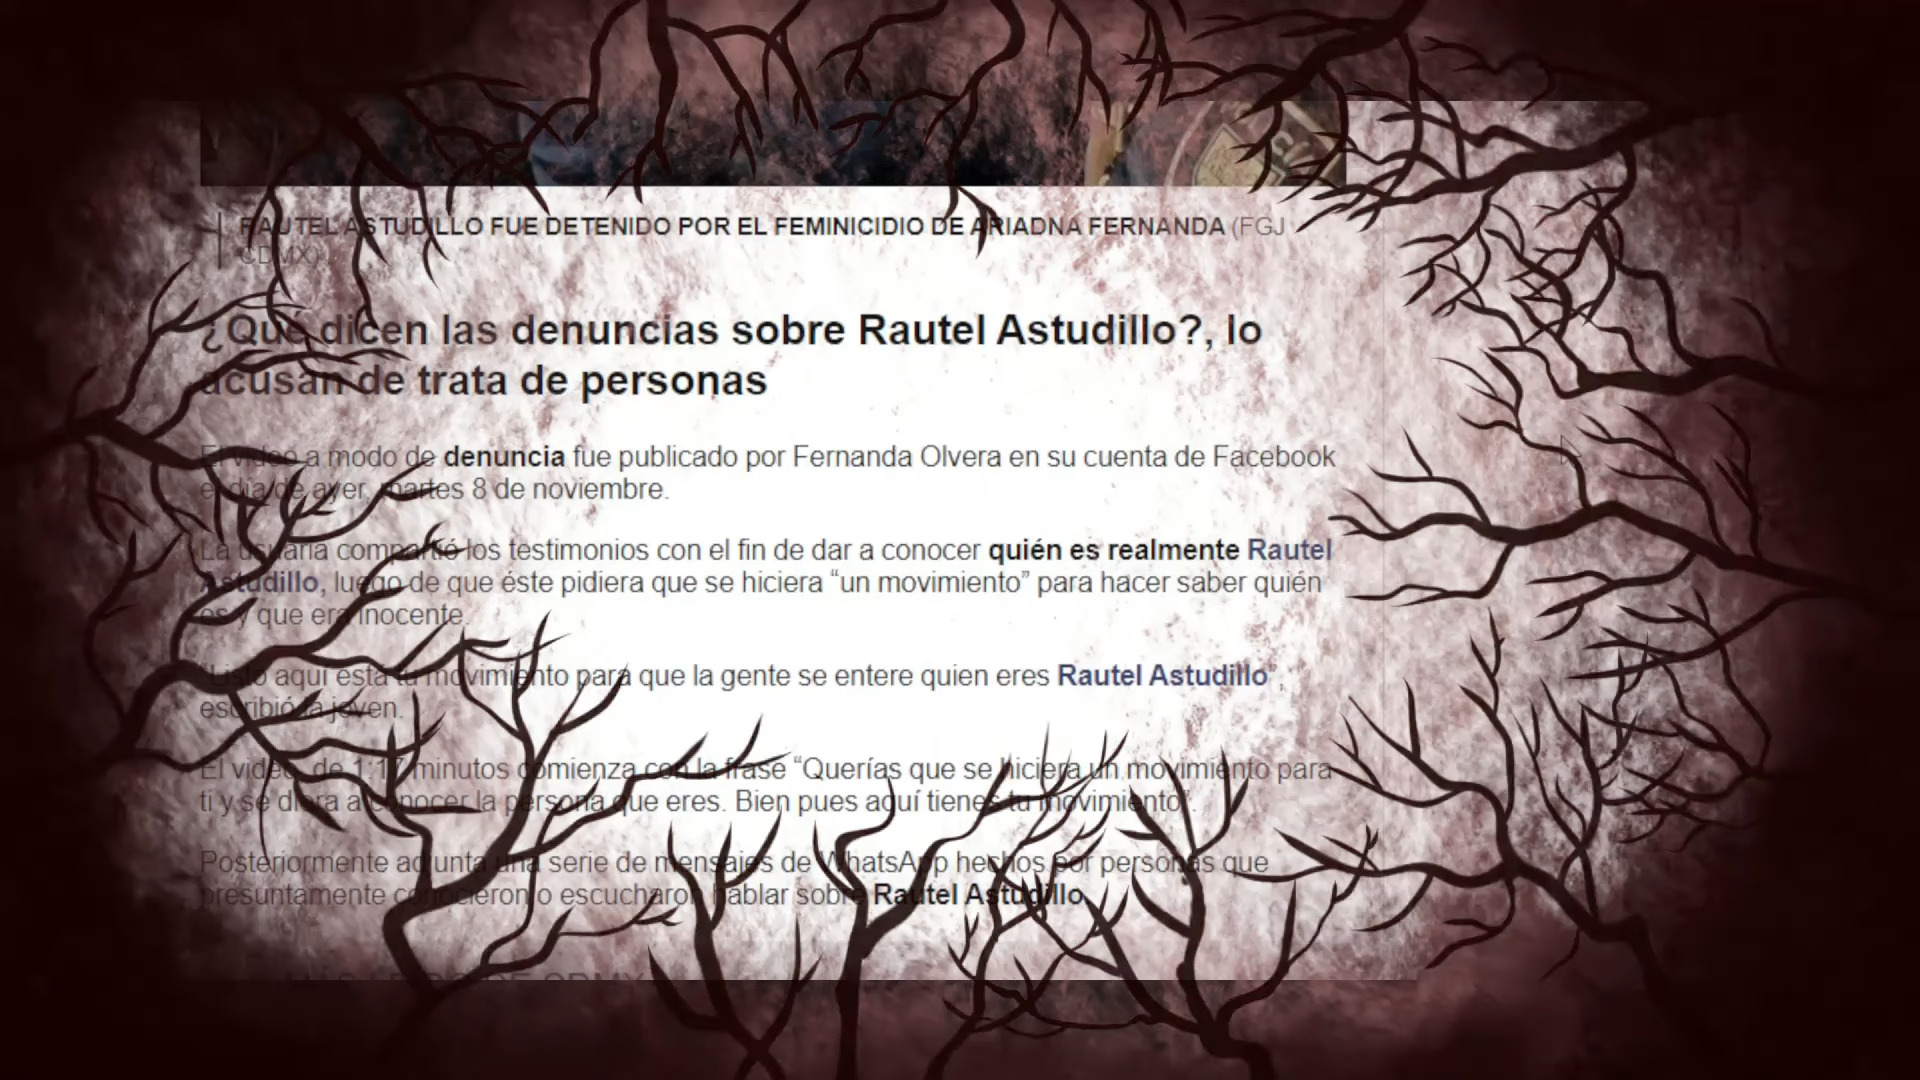 RAUTEL ASTUDILLO FUE DETENIDO POR EL FEMINICIDIO DE ARIADNA FERNANDA (FGJ
CDMX)
¿Qué dicen las denuncias sobre Rautel Astudillo?, lo
acusan de trata de personas
El video a modo de denuncia fue publicado por Fernanda Olvera en su cuenta de Facebook
el día de ayer, martes 8 de noviembre.
La usuaria compartió los testimonios con el fin de dar a conocer quién es realmente Rautel
Astudillo, luego de que éste pidiera que se hiciera “un movimiento” para hacer saber quién
es y que era inocente.
“Listo aquí está tu movimiento para que la gente se entere quien eres Rautel Astudillo”,
escribió la joven.
El video, de 1:17 minutos comienza con la frase “Querías que se hiciera un movimiento para
ti y se diera a conocer la persona que eres. Bien pues aquí tienes tu movimiento”.
Posteriormente adjunta una serie de mensajes de WhatsApp hechos por personas que
presuntamente conocieron o escucharon hablar sobre Rautel Astudillo.